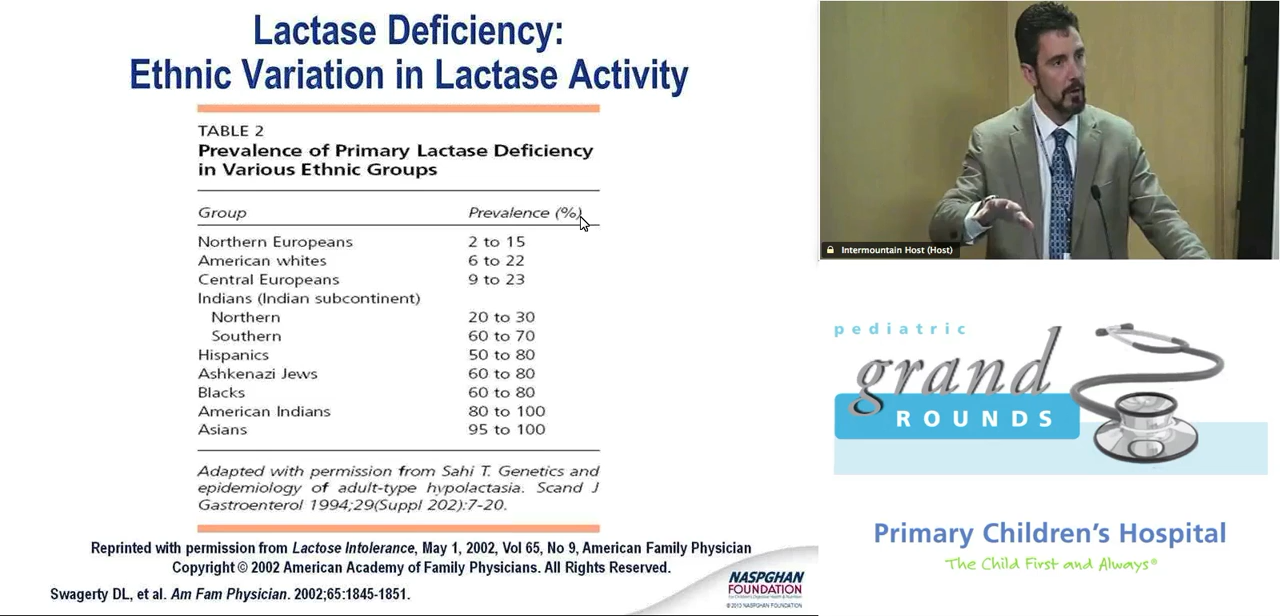 Lactase Deficiency:
Ethnic Variation in Lactase Activity
TABLE 2
Prevalence of Primary Lactase Deficiency
in Various Ethnic Groups
Group Prevalence (%)
Northern Europeans 2 to 15
American whites 6 to 22
Central Europeans 9 to 23
Indians (Indian subcontinent)
Northern 20 to 30
Southern 60 to 70
Hispanics 50 to 80
Ashkenazi Jews 60 to 80
Blacks 60 to 80
American Indians 80 to 100
Asians 95 to 100
Adapted with permission from Sahi T. Genetics and
epidemiology of adult-type hypolactasia. Scand J
Gastroenterol 1994;29(Suppl 202):7-20.
Reprinted with permission from Lactose Intolerance, May 1, 2002, Vol 65, No 9, American Family Physician
Copyright © 2002 American Academy of Family Physicians. All Rights Reserved.
Swagerty DL, et al. Am Fam Physician. 2002;65:1845-1851.
NASPGHAN
FOUNDATION
© 2013 NASPGHAN FOUNDATION
Intermountain Host (Host)
pediatric
grand
ROUNDS
Primary Children's Hospital
The Child First and Always®